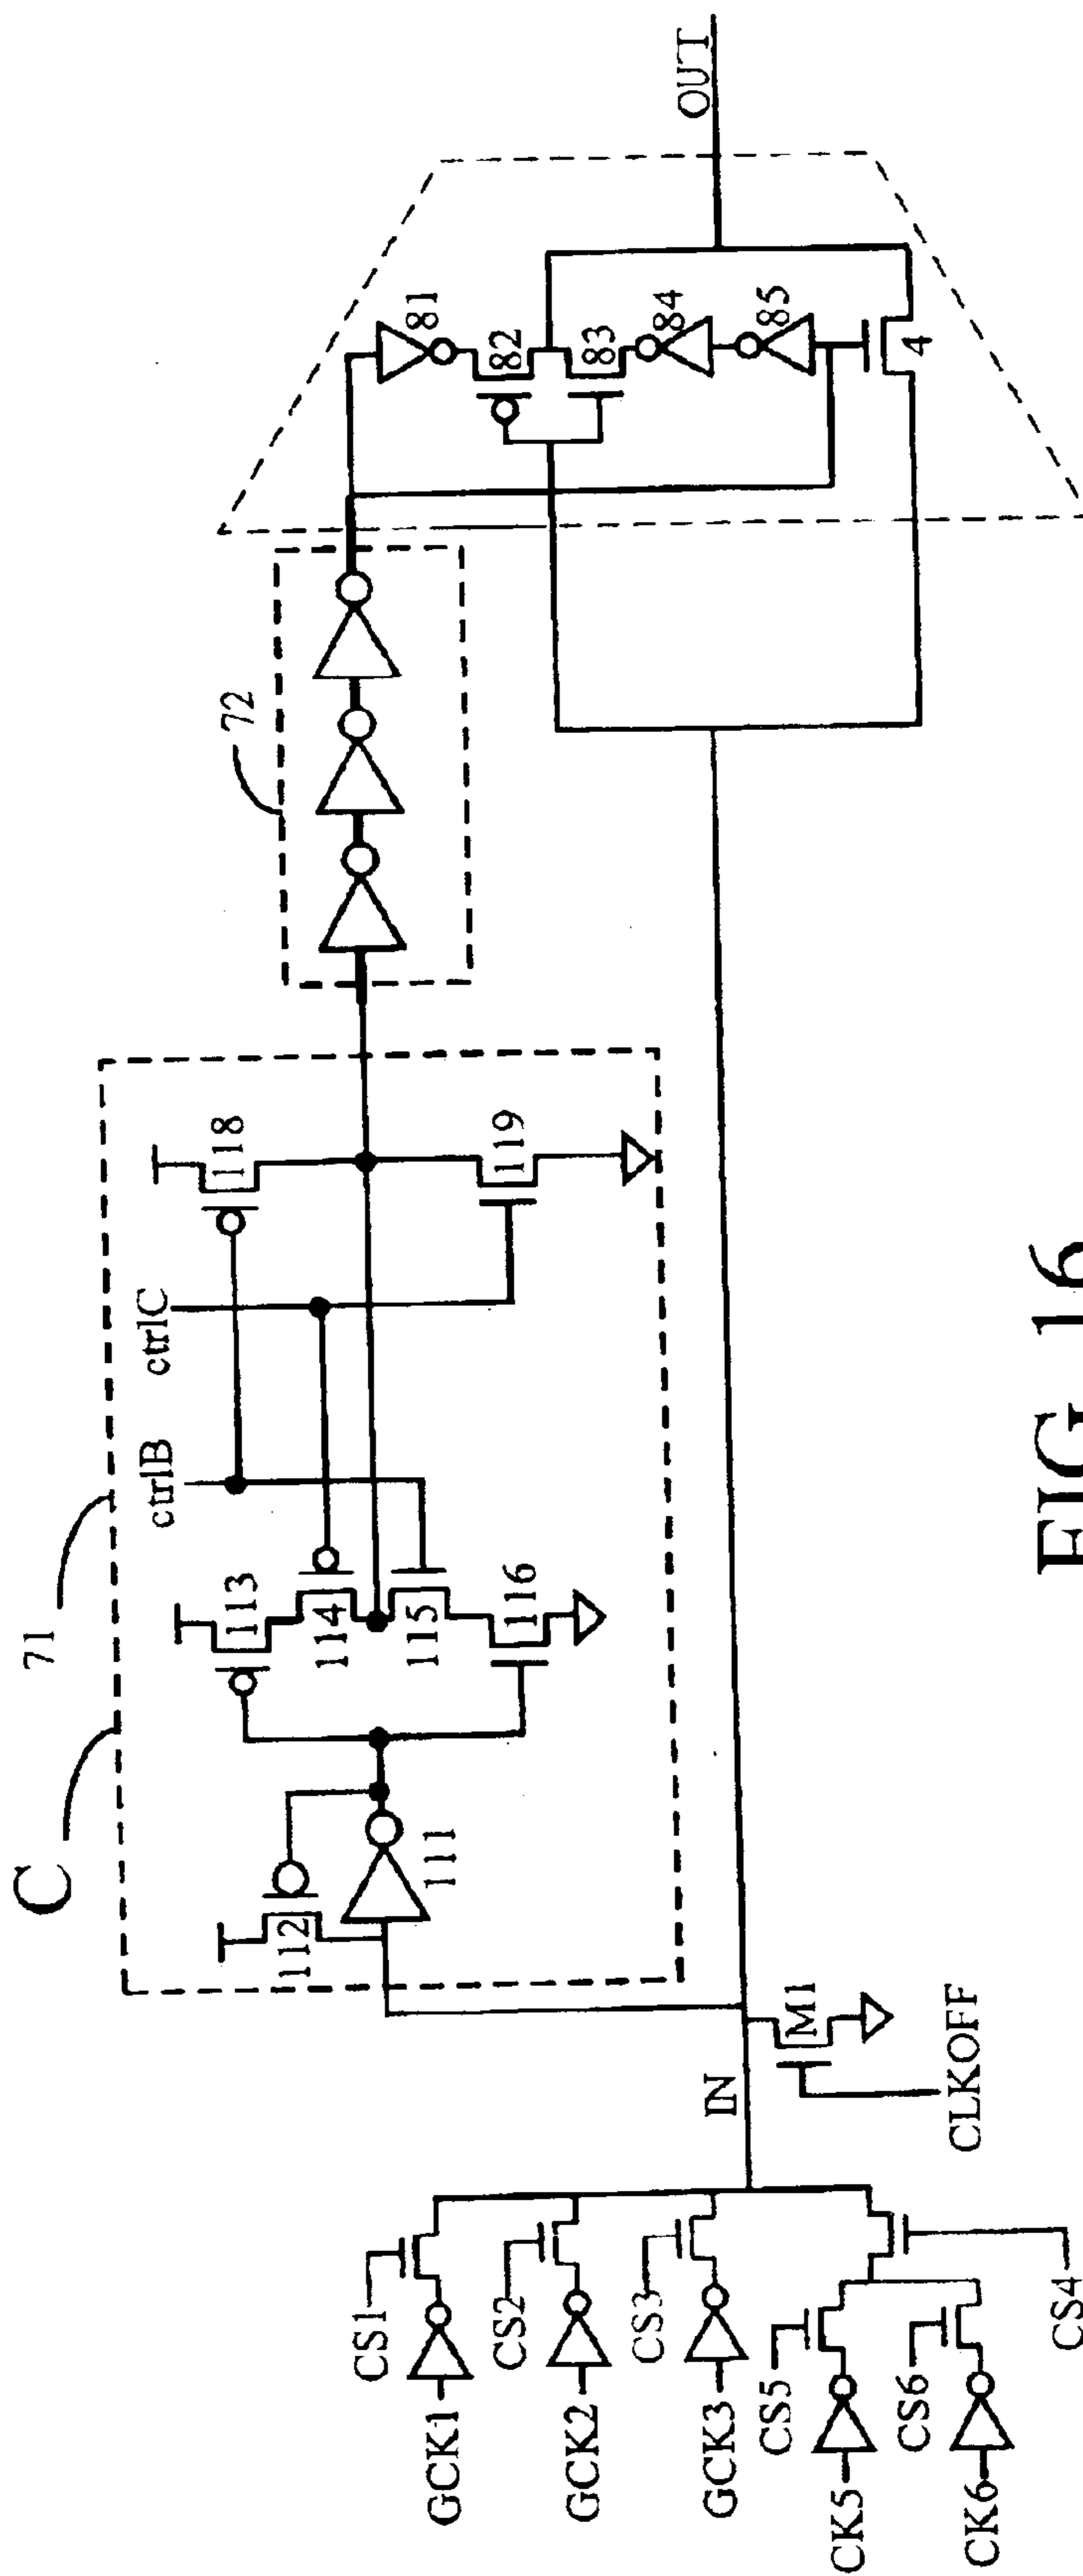 C
71
ctrlB
ctrlC
72
OUT
112
111
113
114
115
116
118
119
81
82
83
84
85
4
IN
M1
CLKOFF
CS1
GCK1
CS2
GCK2
CS3
GCK3
CS5
CK5
CS6
CK6
CS4
FIG. 16